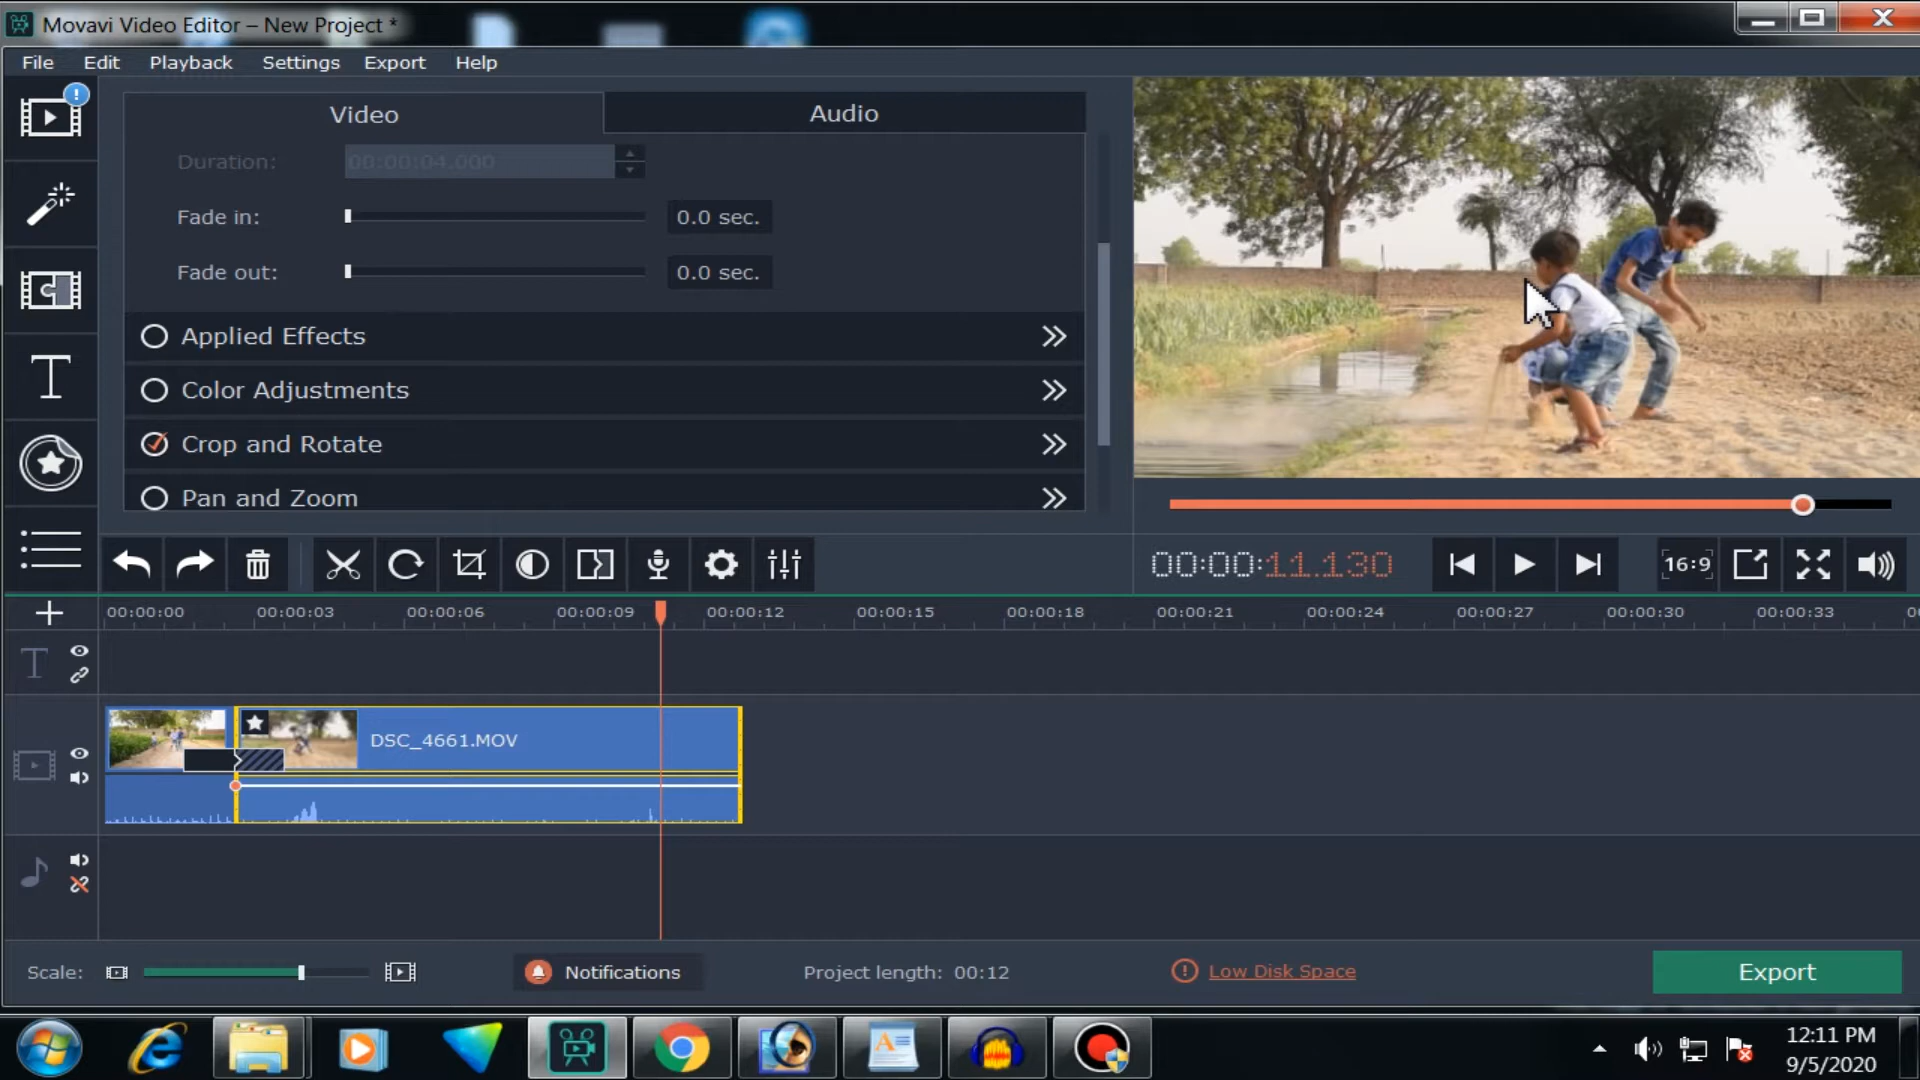 Movavi Video Editor – New Project *
File Edit Playback Settings Export Help
Video Audio
Duration: 00:00:04.000
Fade in: 0.0 sec.
Fade out: 0.0 sec.
Applied Effects
Color Adjustments
Crop and Rotate
Pan and Zoom
00:00:11.130
16:9
00:00:00 00:00:03 00:00:06 00:00:09 00:00:12 00:00:15 00:00:18 00:00:21 00:00:24 00:00:27 00:00:30 00:00:33
DSC_4661.MOV
Scale: Notifications Project length: 00:12 Low Disk Space Export
12:11 PM
9/5/2020